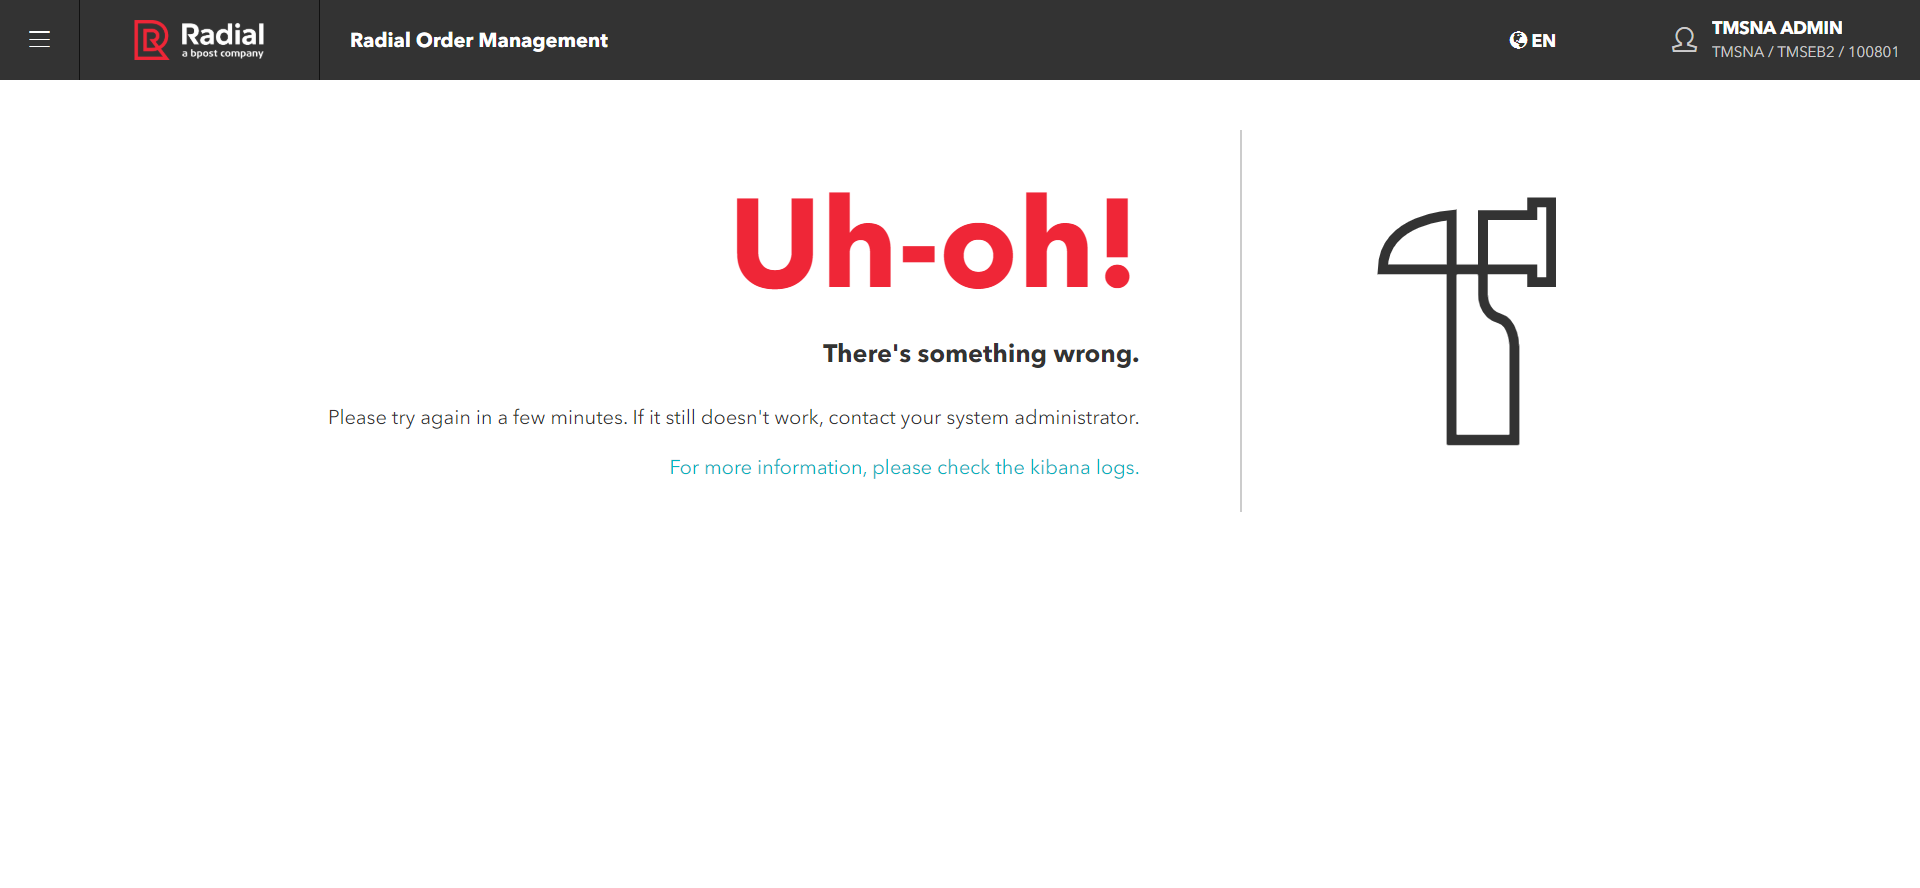 Radial
a bpost company
Radial Order Management
EN
TMSNA ADMIN
TMSNA / TMSEB2 / 100801
Uh-oh!
There's something wrong.
Please try again in a few minutes. If it still doesn't work, contact your system administrator.
For more information, please check the kibana logs.